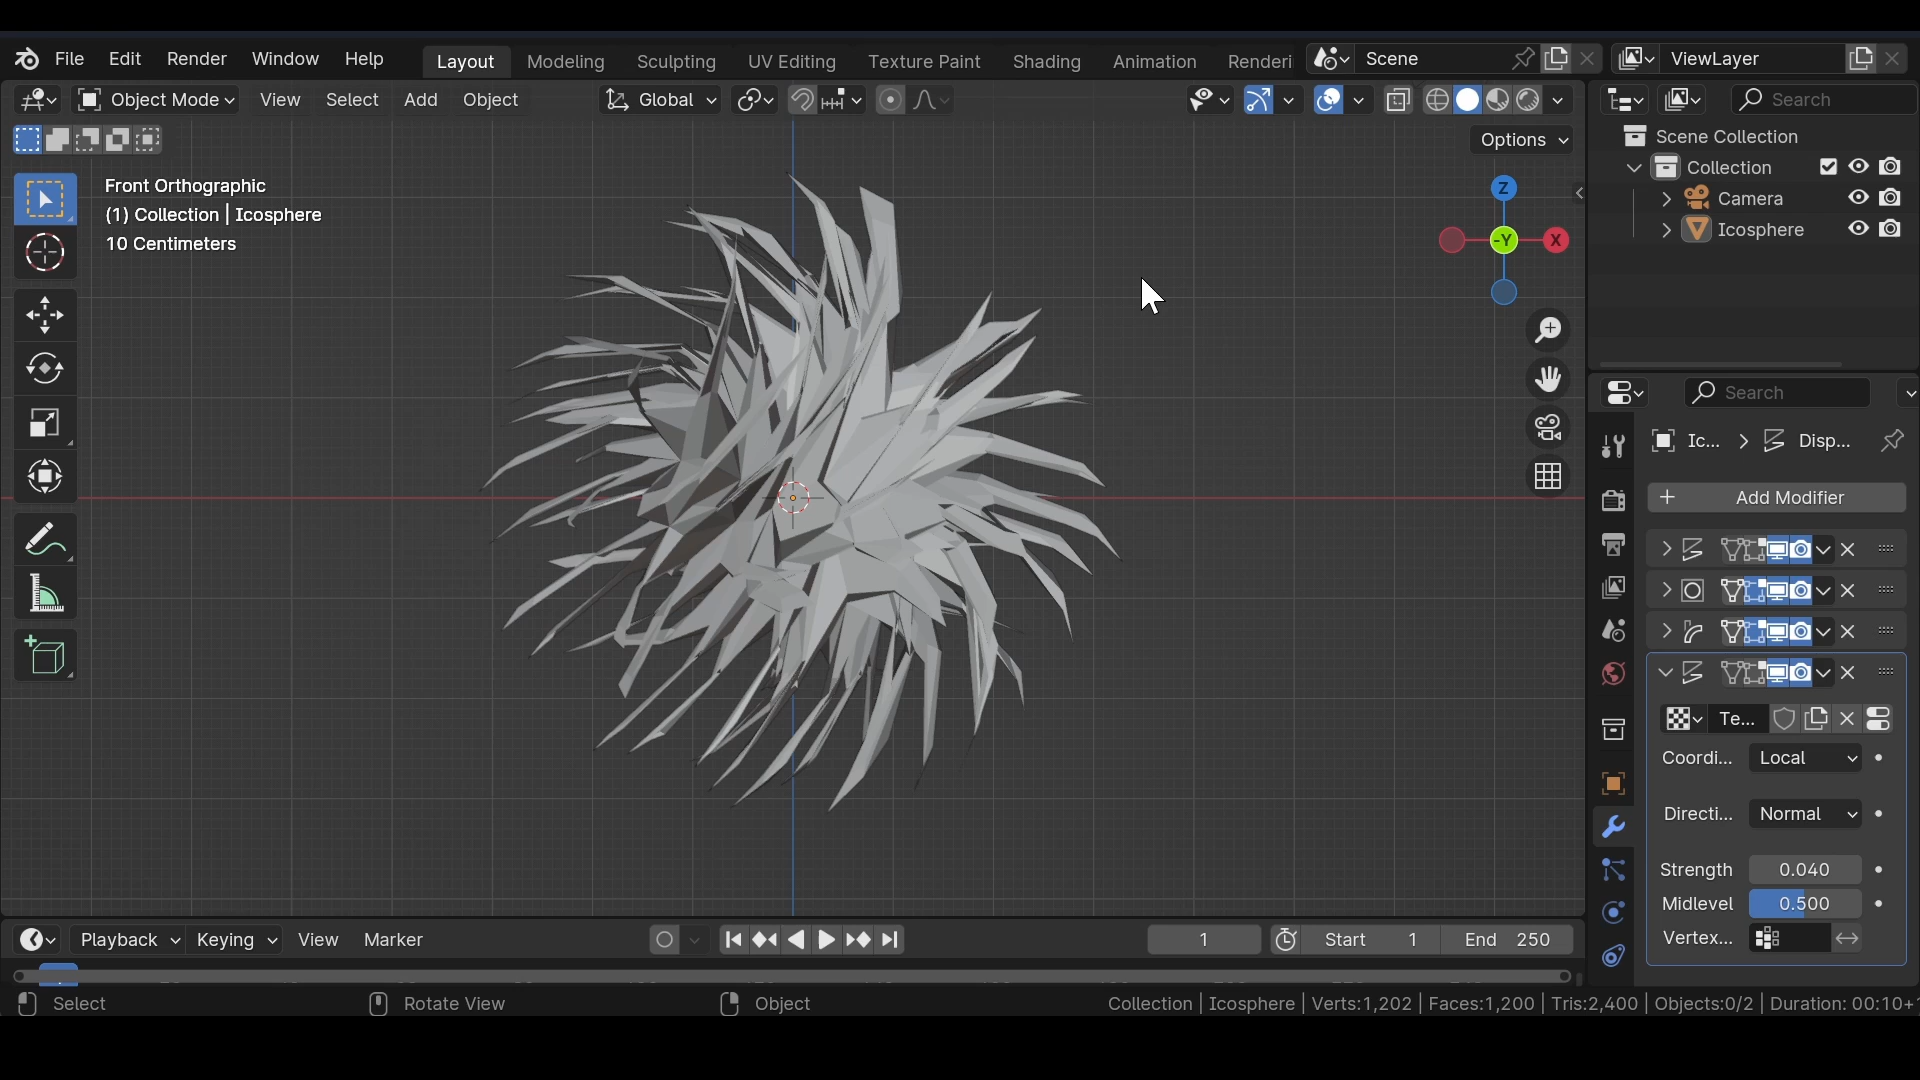 File Edit Render Window Help Layout Modeling Sculpting UV Editing Texture Paint Shading Animation Renderi Scene ViewLayer
Object Mode View Select Add Object Global Search
Options
Scene Collection
Collection
Camera
Icosphere
Front Orthographic
(1) Collection | Icosphere
10 Centimeters
Z
-Y
X
Search
Ic... Disp...
+ Add Modifier
Te...
Coordi... Local
Directi... Normal
Strength 0.040
Midlevel 0.500
Vertex...
Playback Keying View Marker 1 Start 1 End 250
Select Rotate View Object Collection | Icosphere | Verts:1,202 | Faces:1,200 | Tris:2,400 | Objects:0/2 | Duration: 00:10+